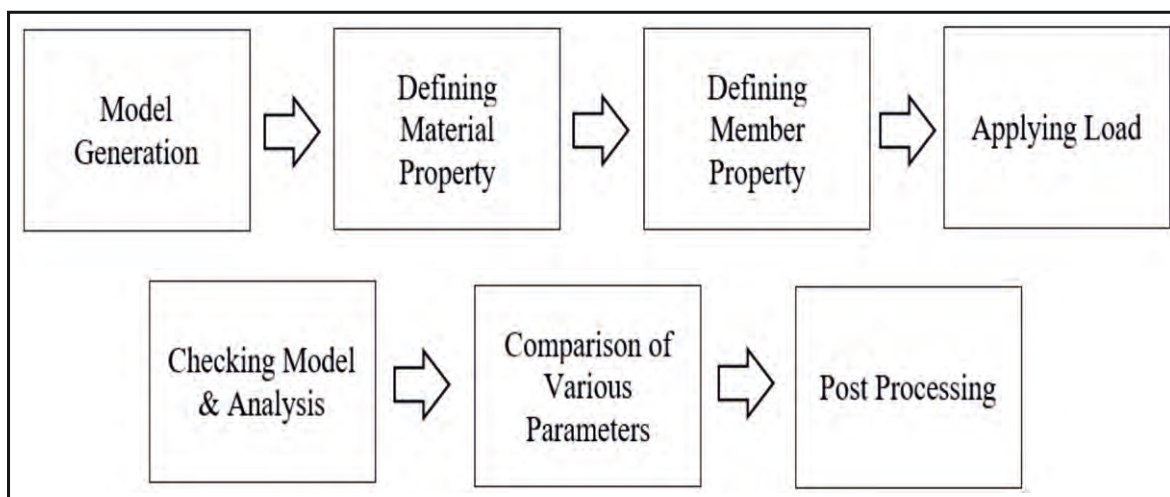 Model
Generation
Defining
Material
Property
Defining
Member
Property
Applying Load
Checking Model
& Analysis
Comparison of
Various
Parameters
Post Processing